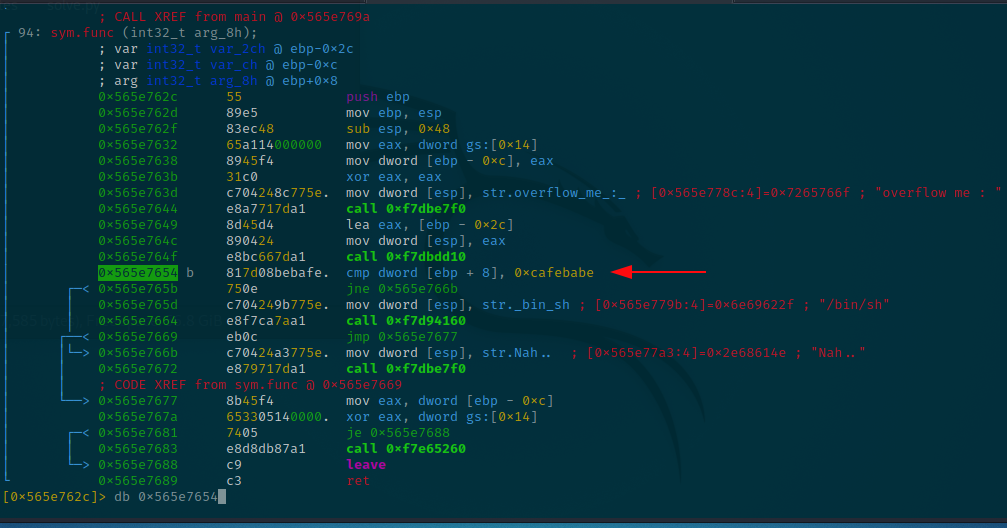 ; CALL XREF from main @ 0×565e769a
94: sym.func (int32_t arg_8h);
; var int32_t var_2ch @ ebp-0×2c
; var int32_t var_ch @ ebp-0×c
; arg int32_t arg_8h @ ebp+0×8
0×565e762c 55 push ebp
0×565e762d 89e5 mov ebp, esp
0×565e762f 83ec48 sub esp, 0×48
0×565e7632 65a114000000 mov eax, dword gs:[0×14]
0×565e7638 8945f4 mov dword [ebp - 0×c], eax
0×565e763b 31c0 xor eax, eax
0×565e763d c704248c775e. mov dword [esp], str.overflow_me_:_ ; [0×565e778c:4]=0×7265766f ; "overflow me : "
0×565e7644 e8a7717da1 call 0×f7dbe7f0
0×565e7649 8d45d4 lea eax, [ebp - 0×2c]
0×565e764c 890424 mov dword [esp], eax
0×565e764f e8bc667da1 call 0×f7dbdd10
0×565e7654 b 817d08bebafe. cmp dword [ebp + 8], 0×cafebabe
0×565e765b 750e jne 0×565e766b
0×565e765d c704249b775e. mov dword [esp], str._bin_sh ; [0×565e779b:4]=0×6e69622f ; "/bin/sh"
0×565e7664 e8f7ca7aa1 call 0×f7d94160
0×565e7669 eb0c jmp 0×565e7677
0×565e766b c70424a3775e. mov dword [esp], str.Nah.. ; [0×565e77a3:4]=0×2e68614e ; "Nah.."
0×565e7672 e879717da1 call 0×f7dbe7f0
; CODE XREF from sym.func @ 0×565e7669
0×565e7677 8b45f4 mov eax, dword [ebp - 0×c]
0×565e767a 653305140000. xor eax, dword gs:[0×14]
0×565e7681 7405 je 0×565e7688
0×565e7683 e8d8db87a1 call 0×f7e65260
0×565e7688 c9 leave
0×565e7689 c3 ret
[0×565e762c]> db 0×565e7654